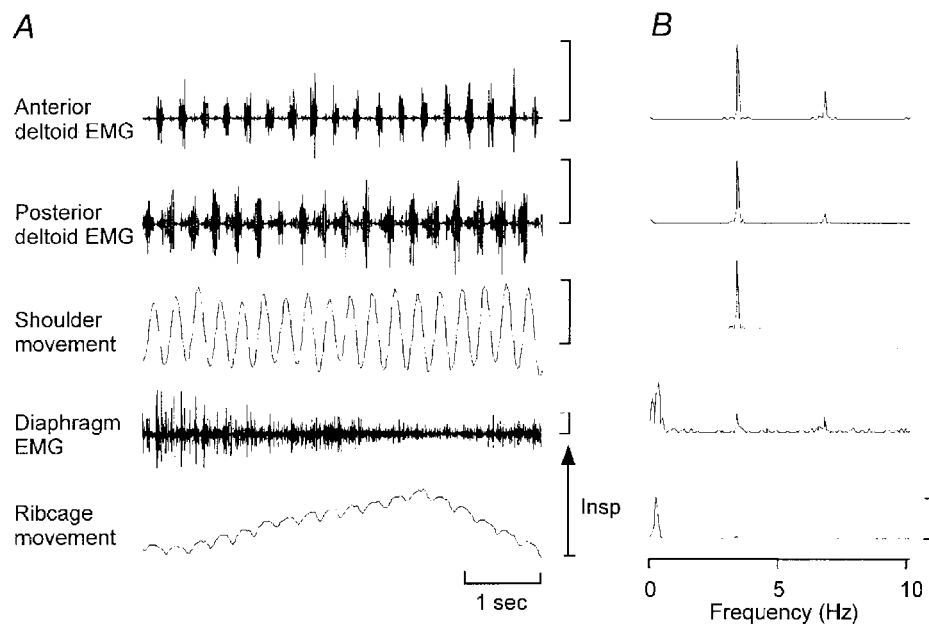 A
B
Anterior
deltoid EMG
Posterior
deltoid EMG
Shoulder
movement
Diaphragm
EMG
Ribcage
movement
Insp
1 sec
0
5
10
Frequency (Hz)